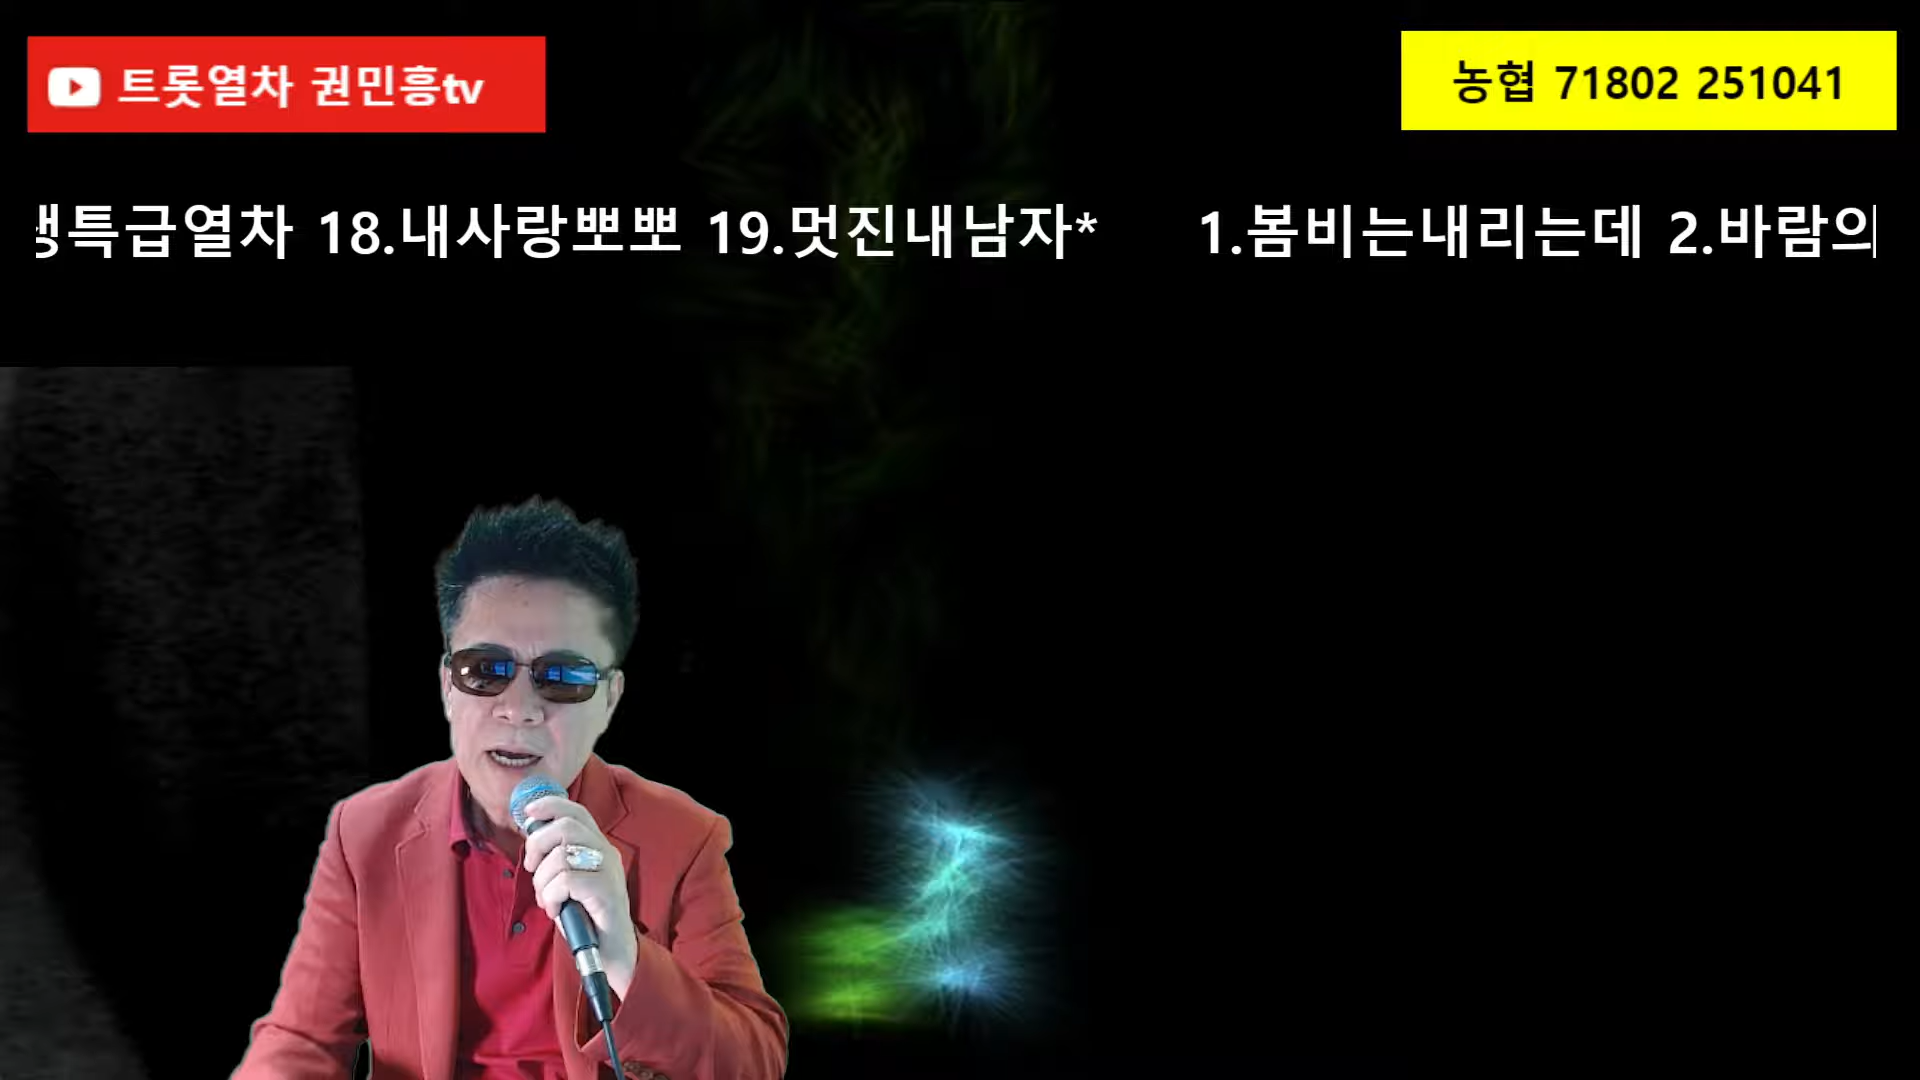 트롯열차 권민흥tv
농협 71802 251041
특급열차 18.내사랑뽀뽀 19.멋진내남자* 1.봄비는내리는데 2.바람의